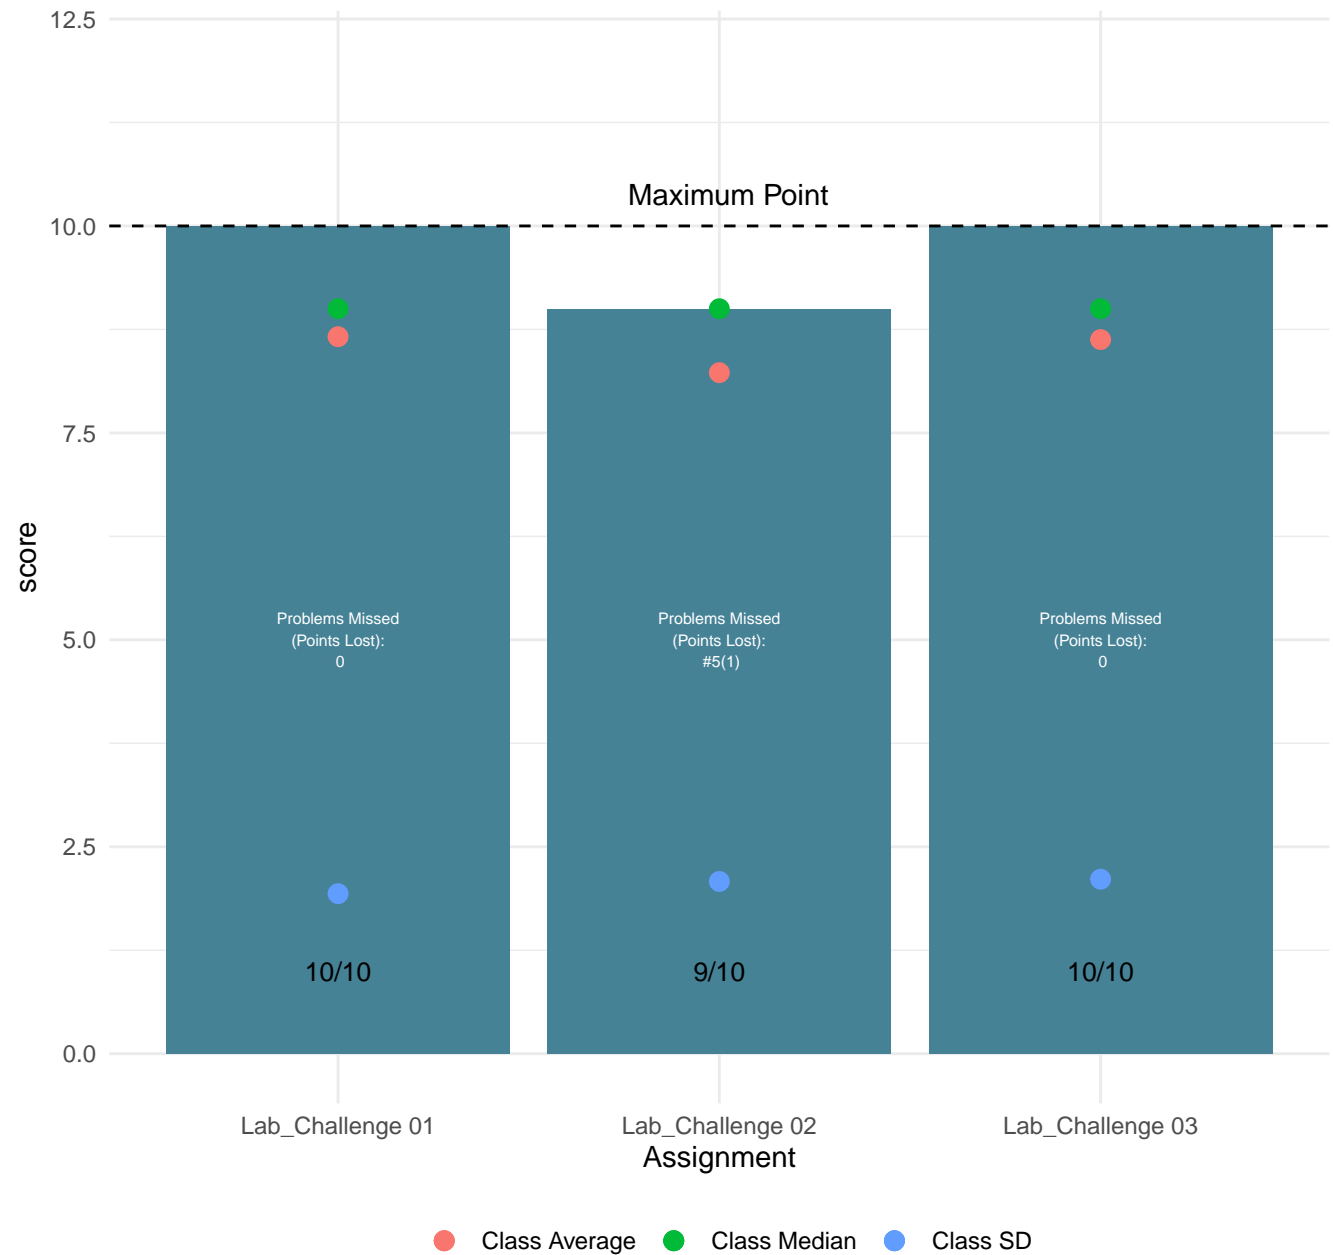 12.5
Maximum Point
10.0
7.5
score
Problems Missed
(Points Lost):
0
Problems Missed
(Points Lost):
#5(1)
Problems Missed
(Points Lost):
0
5.0
2.5
10/10
9/10
10/10
0.0
Lab_Challenge 01
Lab_Challenge 02
Lab_Challenge 03
Assignment
Class Average
Class Median
Class SD